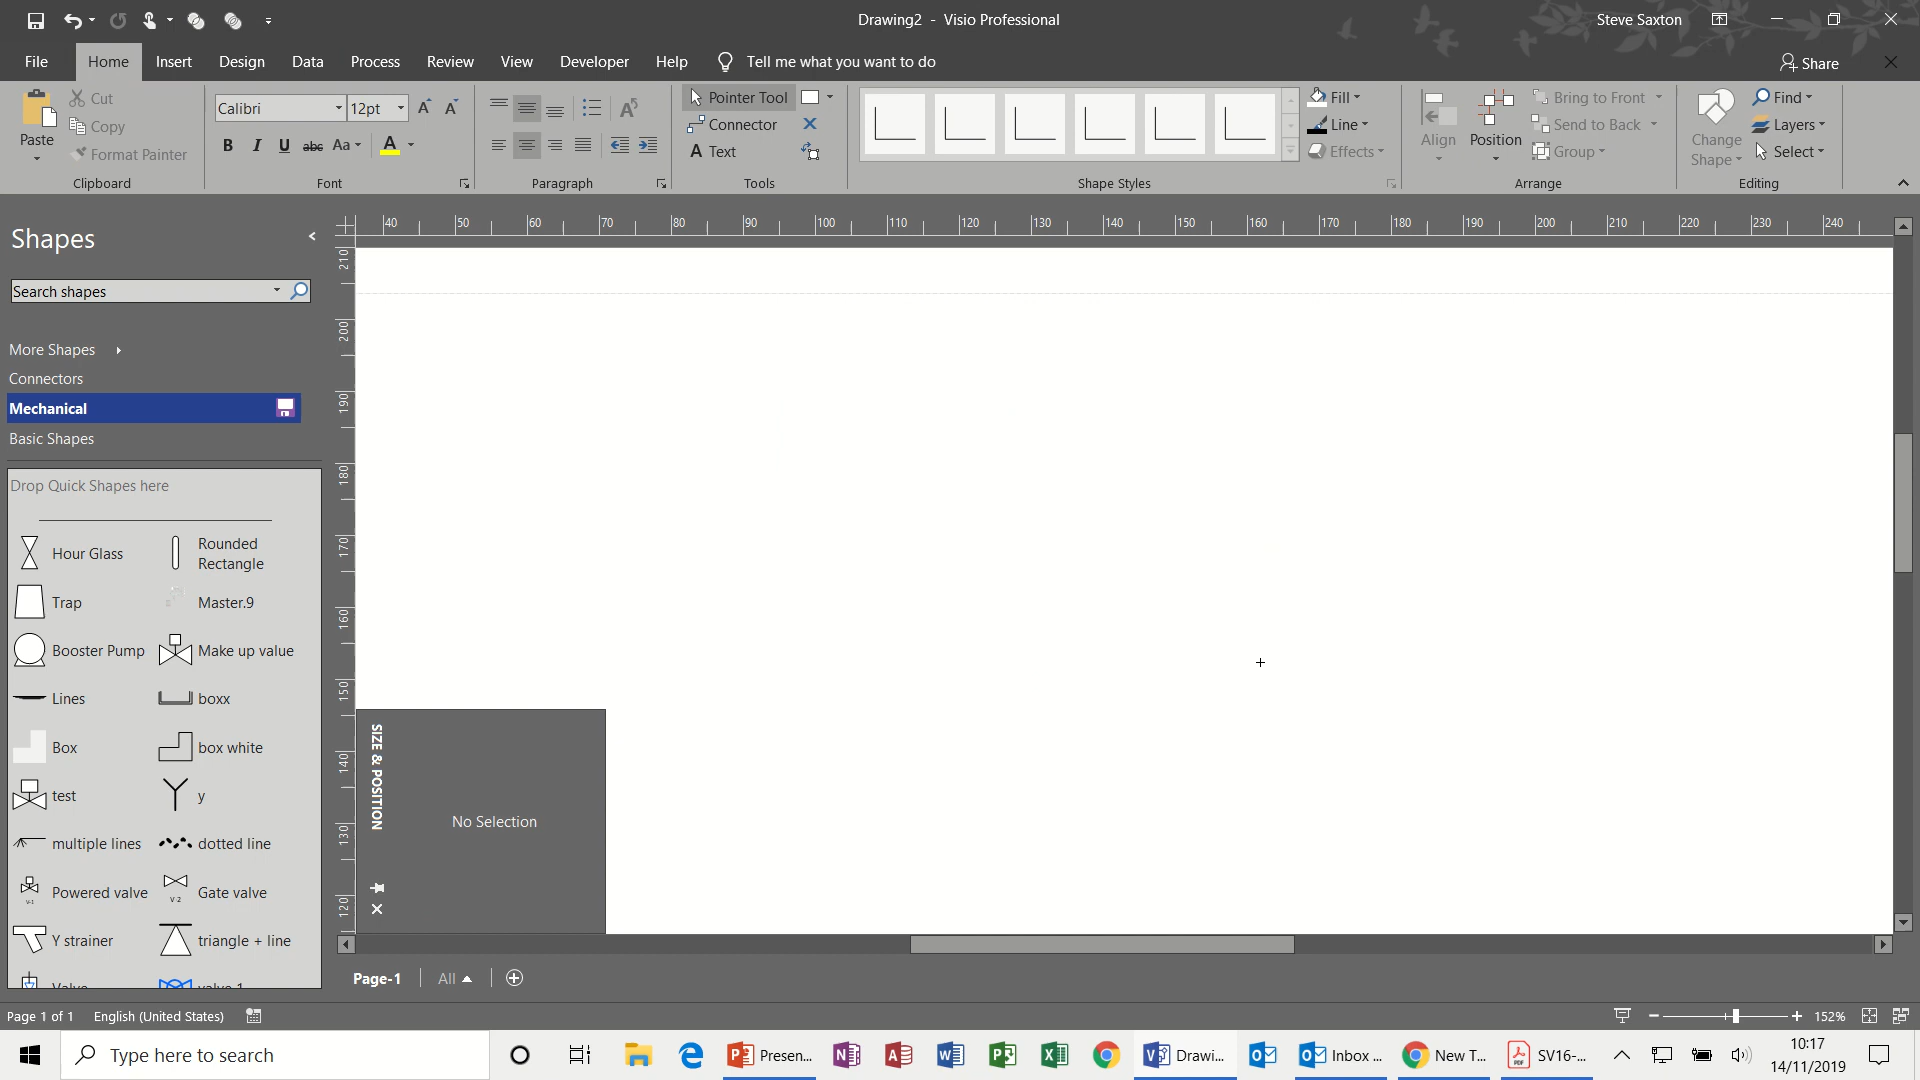 Drawing2 - Visio Professional
Steve Saxton
File Home Insert Design Data Process Review View Developer Help Tell me what you want to do
Share
Paste
Cut
Copy
Format Painter
Clipboard
Calibri 12pt
B I U abc Aa A
Font
Paragraph
Pointer Tool
Connector
A Text
Tools
Shape Styles
Fill
Line
Effects
Align
Position
Bring to Front
Send to Back
Group
Arrange
Change
Shape
Find
Layers
Select
Editing
Shapes
Search shapes
More Shapes
Connectors
Mechanical
Basic Shapes
Drop Quick Shapes here
Hour Glass
Rounded
Rectangle
Trap
Master.9
Booster Pump
Make up value
Lines
boxx
Box
box white
test
y
multiple lines
dotted line
Powered valve
Gate valve
Y strainer
triangle + line
Valve
valve 1
40 50 60 70 80 90 100 110 120 130 140 150 160 170 180 190 200 210 220 230 240
210
200
190
180
170
160
150
140
130
120
SIZE & POSITION
No Selection
Page-1
All
Page 1 of 1
English (United States)
152%
Type here to search
Presen...
Drawi...
Inbox ...
New T...
SV16-...
10:17
14/11/2019